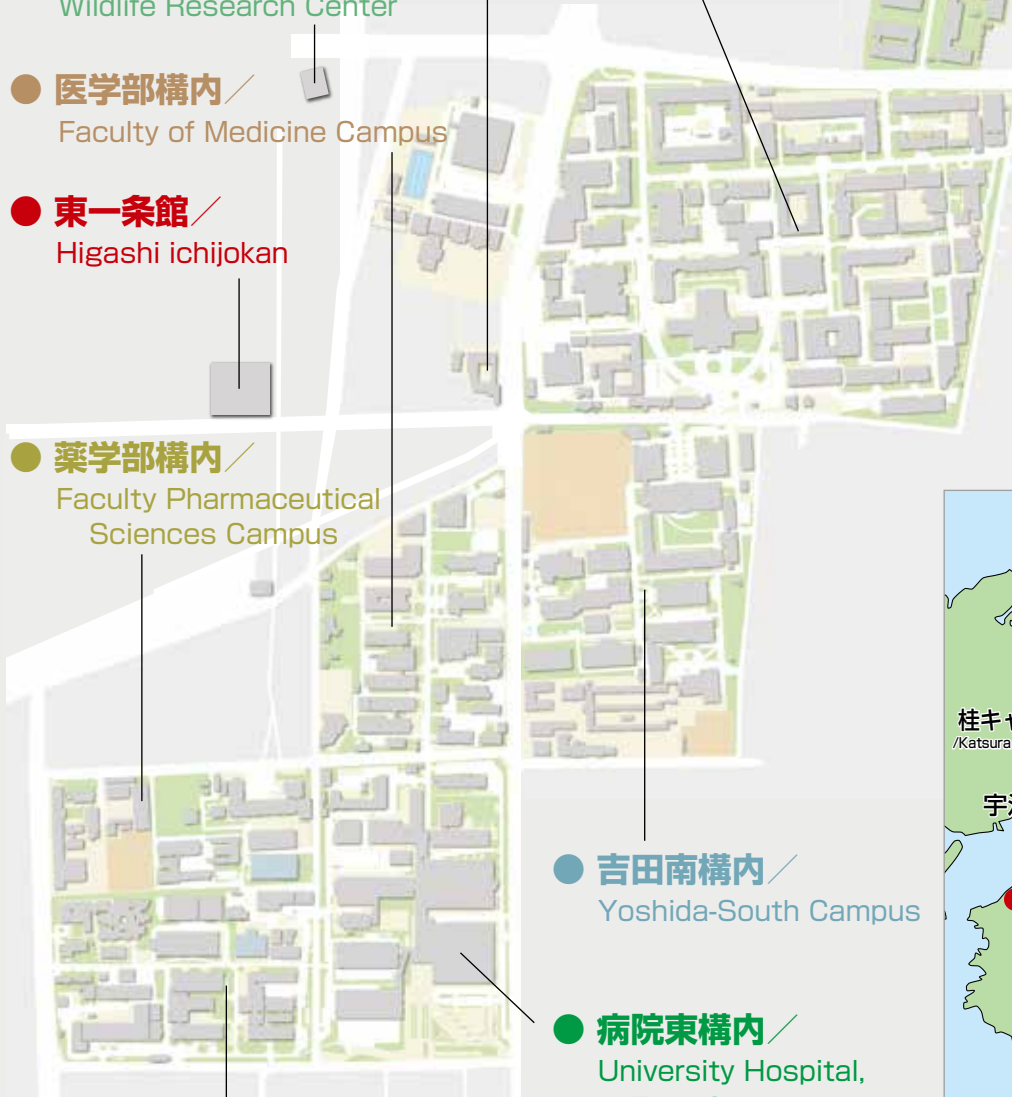 Wildlife Research Center
● 医学部構内／
Faculty of Medicine Campus
● 東一条館／
Higashi ichijokan
● 薬学部構内／
Faculty Pharmaceutical
Sciences Campus
● 吉田南構内／
Yoshida-South Campus
● 病院東構内／
University Hospital,
桂キャ
/Katsura